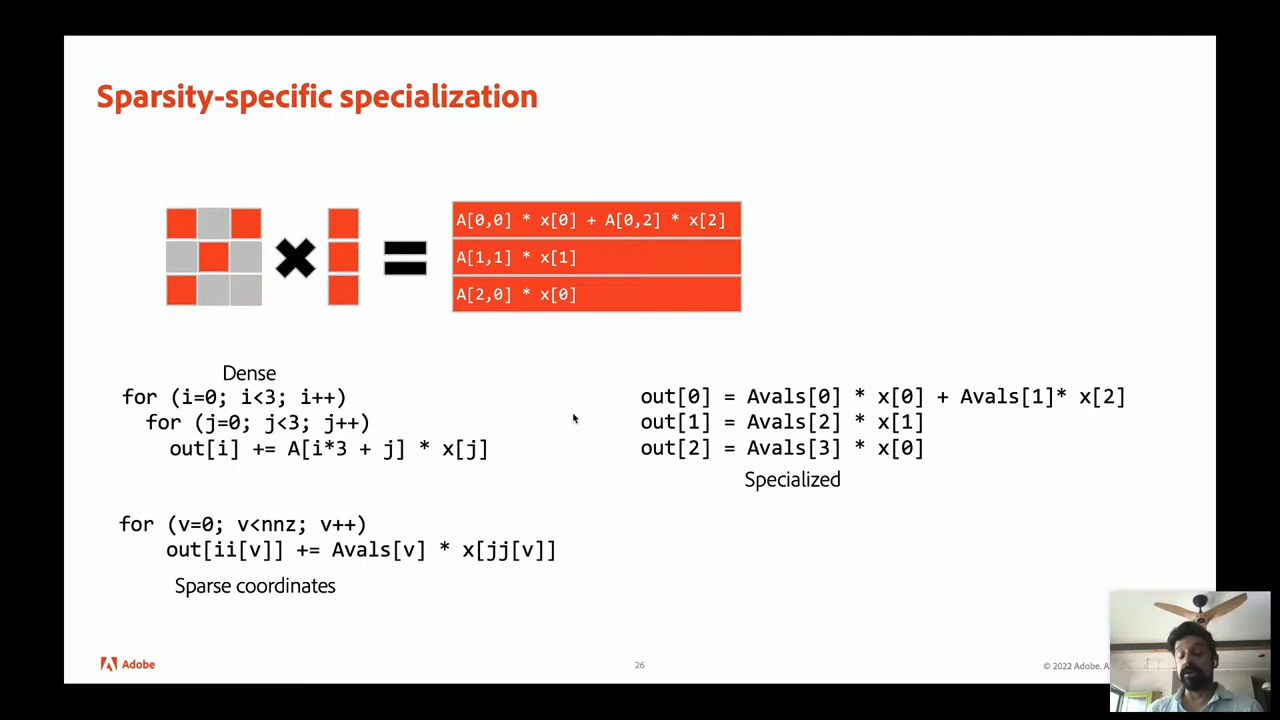 Sparsity-specific specialization
A[0,0] * x[0] + A[0,2] * x[2]
A[1,1] * x[1]
A[2,0] * x[0]
Dense
for (i=0; i<3; i++)
for (j=0; j<3; j++)
out[i] += A[i*3 + j] * x[j]
out[0] = Avals[0] * x[0] + Avals[1]* x[2]
out[1] = Avals[2] * x[1]
out[2] = Avals[3] * x[0]
Specialized
for (v=0; v<nnz; v++)
out[ii[v]] += Avals[v] * x[jj[v]]
Sparse coordinates
Adobe
26
© 2022 Adobe.